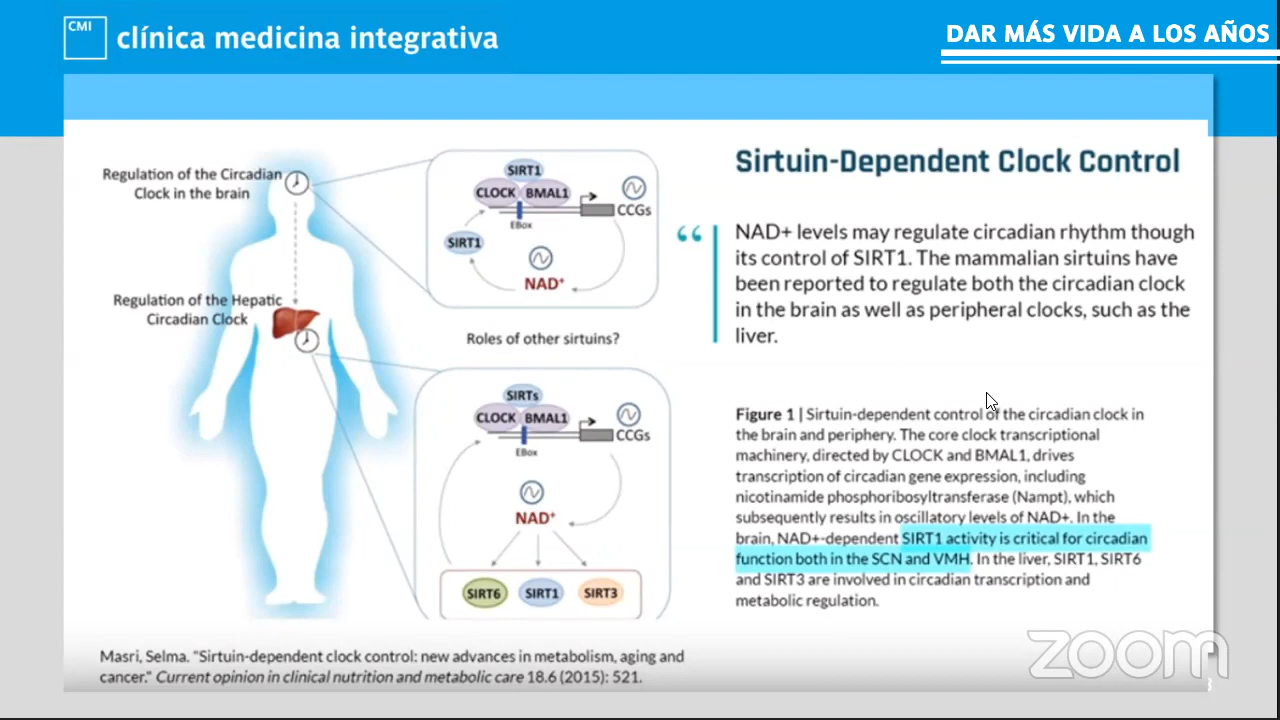 CMI
clínica medicina integrativa
DAR MÁS VIDA A LOS AÑOS
Sirtuin-Dependent Clock Control
Regulation of the Circadian
Clock in the brain
SIRT1
CLOCK BMAL1
CCGs
EBox
SIRT1
NAD⁺
Regulation of the Hepatic
Circadian Clock
Roles of other sirtuins?
SIRTs
CLOCK BMAL1
CCGs
EBox
NAD⁺
SIRT6 SIRT1 SIRT3
“
NAD+ levels may regulate circadian rhythm though
its control of SIRT1. The mammalian sirtuins have
been reported to regulate both the circadian clock
in the brain as well as peripheral clocks, such as the
liver.
Figure 1 | Sirtuin-dependent control of the circadian clock in
the brain and periphery. The core clock transcriptional
machinery, directed by CLOCK and BMAL1, drives
transcription of circadian gene expression, including
nicotinamide phosphoribosyltransferase (Nampt), which
subsequently results in oscillatory levels of NAD+. In the
brain, NAD+-dependent SIRT1 activity is critical for circadian
function both in the SCN and VMH. In the liver, SIRT1, SIRT6
and SIRT3 are involved in circadian transcription and
metabolic regulation.
Masri, Selma. "Sirtuin-dependent clock control: new advances in metabolism, aging and
cancer." Current opinion in clinical nutrition and metabolic care 18.6 (2015): 521.
zoom